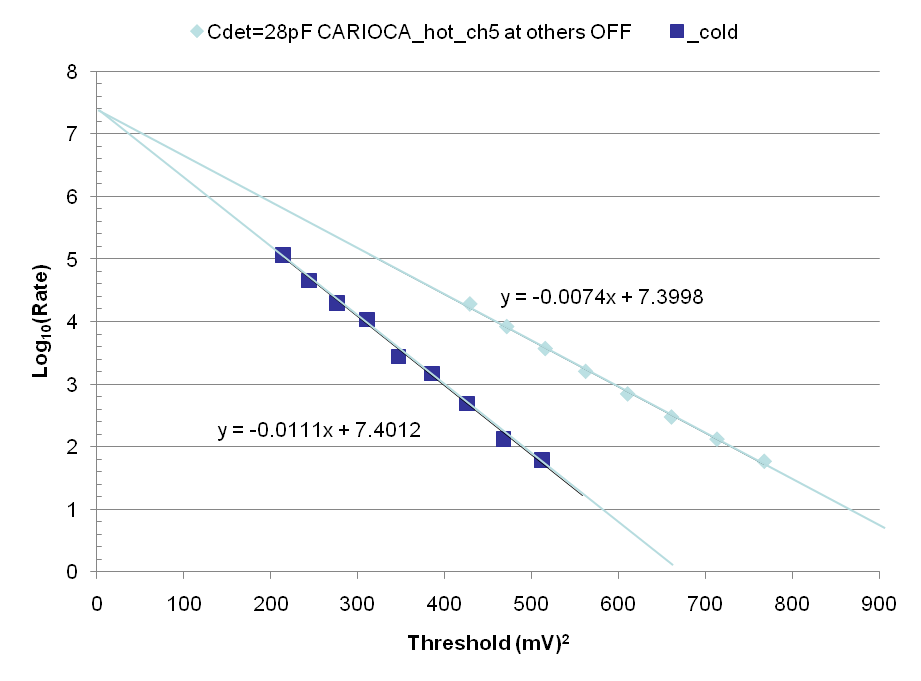 Cdet=28pF CARIOCA_hot_ch5 at others OFF _cold
8
7
6
5
4
3
2
1
0
Log₁₀(Rate)
y = -0.0074x + 7.3998
y = -0.0111x + 7.4012
0 100 200 300 400 500 600 700 800 900
Threshold (mV)²